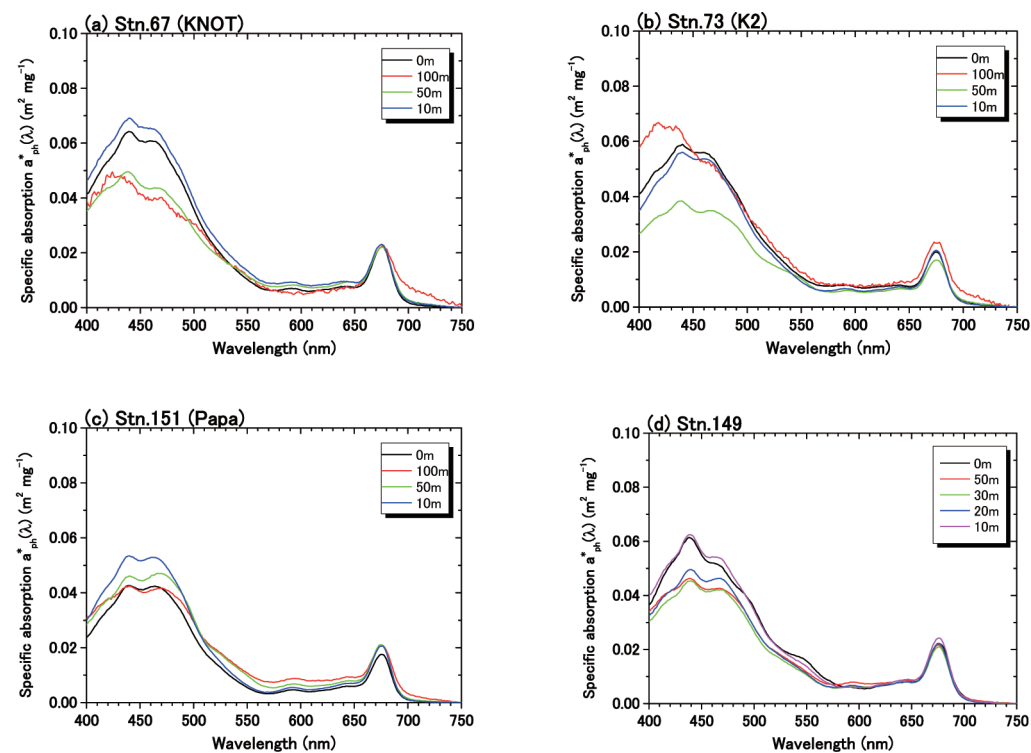 (a) Stn.67 (KNOT)
Specific absorption a*ph(λ) (m² mg⁻¹)
0.10
0.08
0.06
0.04
0.02
0.00
0m
100m
50m
10m
400 450 500 550 600 650 700 750
Wavelength (nm)
(b) Stn.73 (K2)
Specific absorption a*ph(λ) (m² mg⁻¹)
0.10
0.08
0.06
0.04
0.02
0.00
0m
100m
50m
10m
400 450 500 550 600 650 700 750
Wavelength (nm)
(c) Stn.151 (Papa)
Specific absorption a*ph(λ) (m² mg⁻¹)
0.10
0.08
0.06
0.04
0.02
0.00
0m
100m
50m
10m
400 450 500 550 600 650 700 750
Wavelength (nm)
(d) Stn.149
Specific absorption a*ph(λ) (m² mg⁻¹)
0.10
0.08
0.06
0.04
0.02
0.00
0m
50m
30m
20m
10m
400 450 500 550 600 650 700 750
Wavelength (nm)